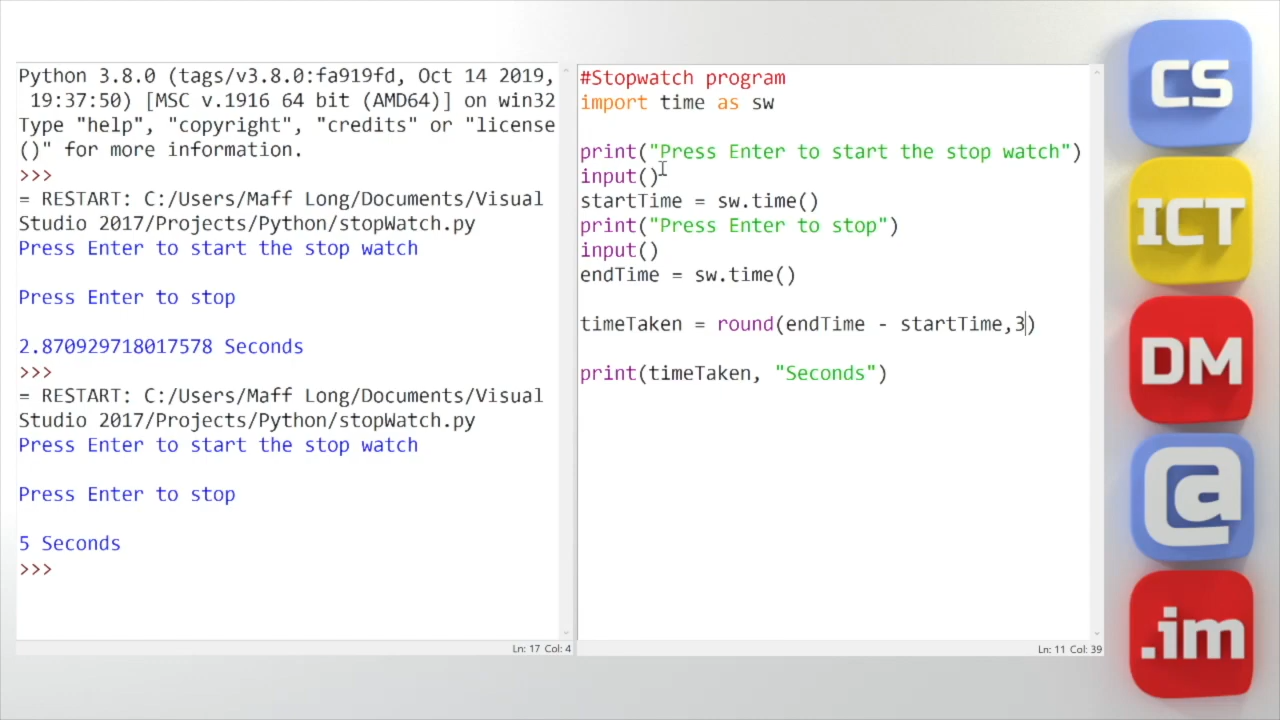 Python 3.8.0 (tags/v3.8.0:fa919fd, Oct 14 2019,
19:37:50) [MSC v.1916 64 bit (AMD64)] on win32
Type "help", "copyright", "credits" or "license
()" for more information.
>>>
= RESTART: C:/Users/Maff Long/Documents/Visual
Studio 2017/Projects/Python/stopWatch.py
Press Enter to start the stop watch
Press Enter to stop
2.870929718017578 Seconds
>>>
= RESTART: C:/Users/Maff Long/Documents/Visual
Studio 2017/Projects/Python/stopWatch.py
Press Enter to start the stop watch
Press Enter to stop
5 Seconds
>>>
Ln: 17 Col: 4
#Stopwatch program
import time as sw
print("Press Enter to start the stop watch")
input()
startTime = sw.time()
print("Press Enter to stop")
input()
endTime = sw.time()
timeTaken = round(endTime - startTime,3)
print(timeTaken, "Seconds")
Ln: 11 Col: 39
CS
ICT
DM
@
.im